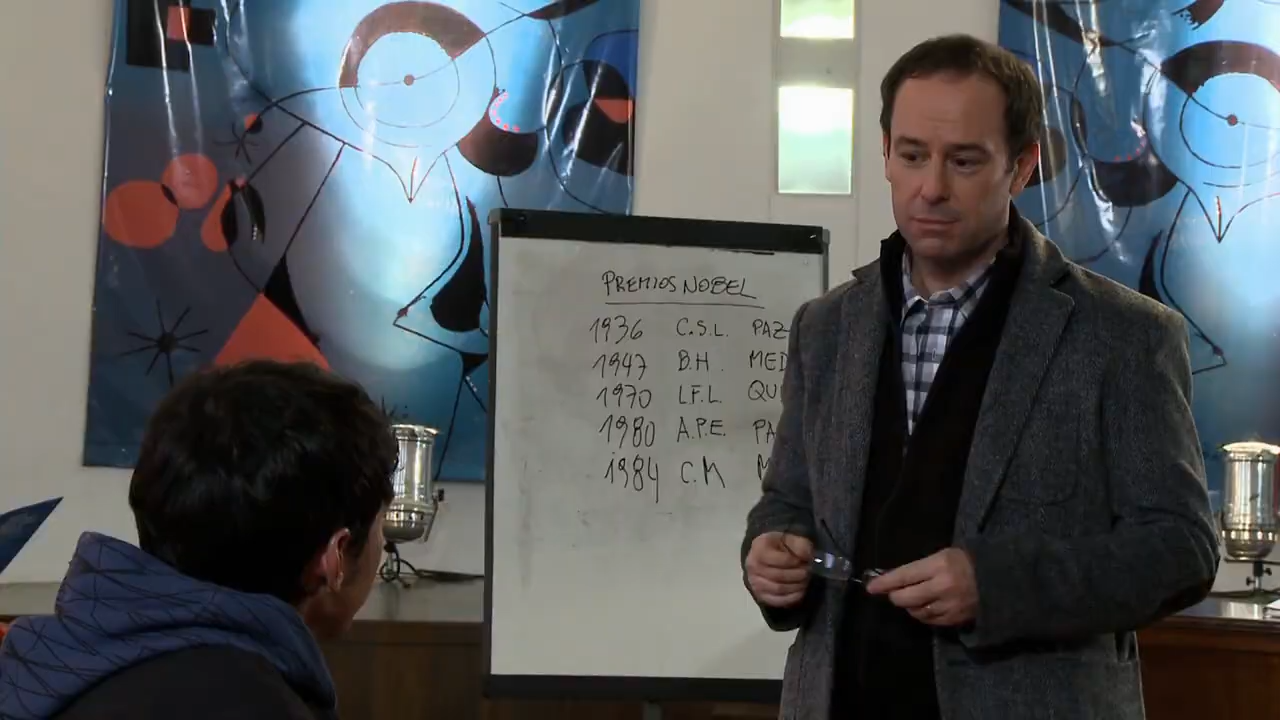 PREMIOS NOBEL
1936 C.S.L. PAZ
1947 B.H. MED
1970 L.F.L. QU
1980 A.P.E. PA
1984 C.M M